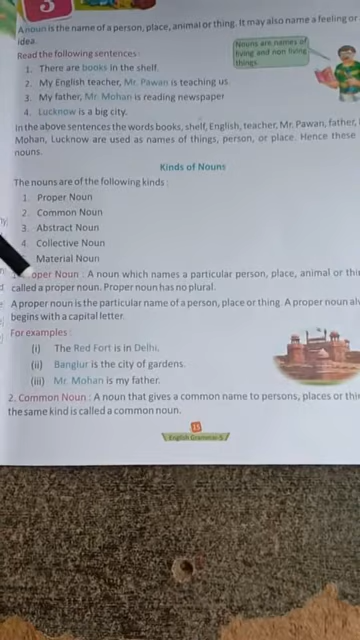 3
A noun is the name of a person, place, animal or thing. It may also name a feeling or
idea.
Nouns are names of
living and non living
things.
Read the following sentences:
1. There are books in the shelf.
2. My English teacher, Mr. Pawan is teaching us.
3. My father, Mr. Mohan is reading newspaper
4. Lucknow is a big city.
In the above sentences the words books, shelf, English, teacher, Mr. Pawan, father,
Mohan, Lucknow are used as names of things, person, or place. Hence these
nouns.
Kinds of Nouns
The nouns are of the following kinds :
1. Proper Noun
2. Common Noun
3. Abstract Noun
4. Collective Noun
Material Noun
oper Noun : A noun which names a particular person, place, animal or thi
called a proper noun. Proper noun has no plural.
A proper noun is the particular name of a person, place or thing. A proper noun al
begins with a capital letter.
For examples :
(i) The Red Fort is in Delhi.
(ii) Banglur is the city of gardens.
(iii) Mr. Mohan is my father.
2. Common Noun : A noun that gives a common name to persons, places or thi
the same kind is called a common noun.
English Grammar-5